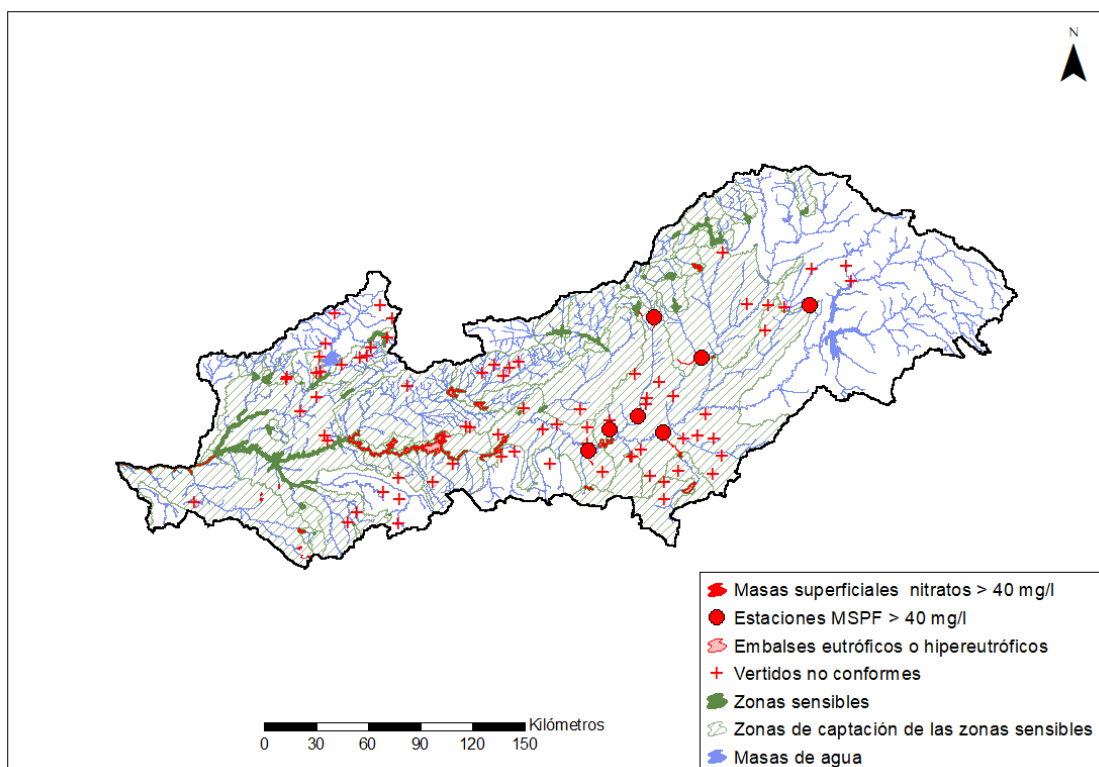 N
Masas superficiales nitratos > 40 mg/l
Estaciones MSPF > 40 mg/l
Embalses eutróficos o hipereutróficos
Vertidos no conformes
Zonas sensibles
Zonas de captación de las zonas sensibles
Masas de agua
Kilómetros
0 30 60 90 120 150